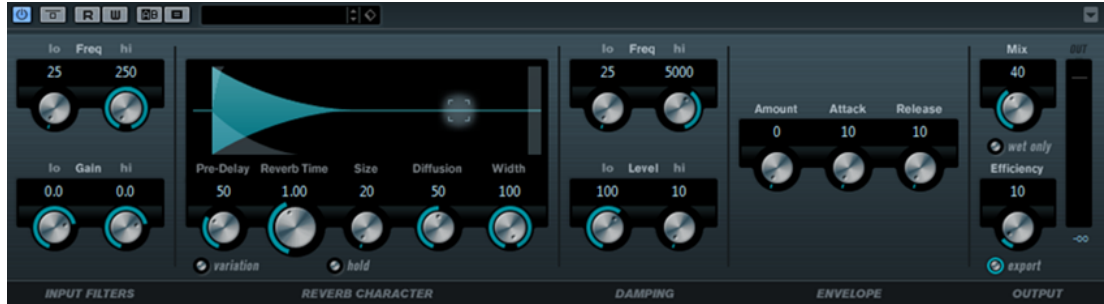 R W AB
lo Freq hi
25 250
lo Gain hi
0.0 0.0
INPUT FILTERS
Pre-Delay Reverb Time Size Diffusion Width
50 1.00 20 50 100
variation hold
REVERB CHARACTER
lo Freq hi
25 5000
lo Level hi
100 10
DAMPING
Amount Attack Release
0 10 10
ENVELOPE
Mix OUT
40
wet only
Efficiency
10
-∞
export
OUTPUT